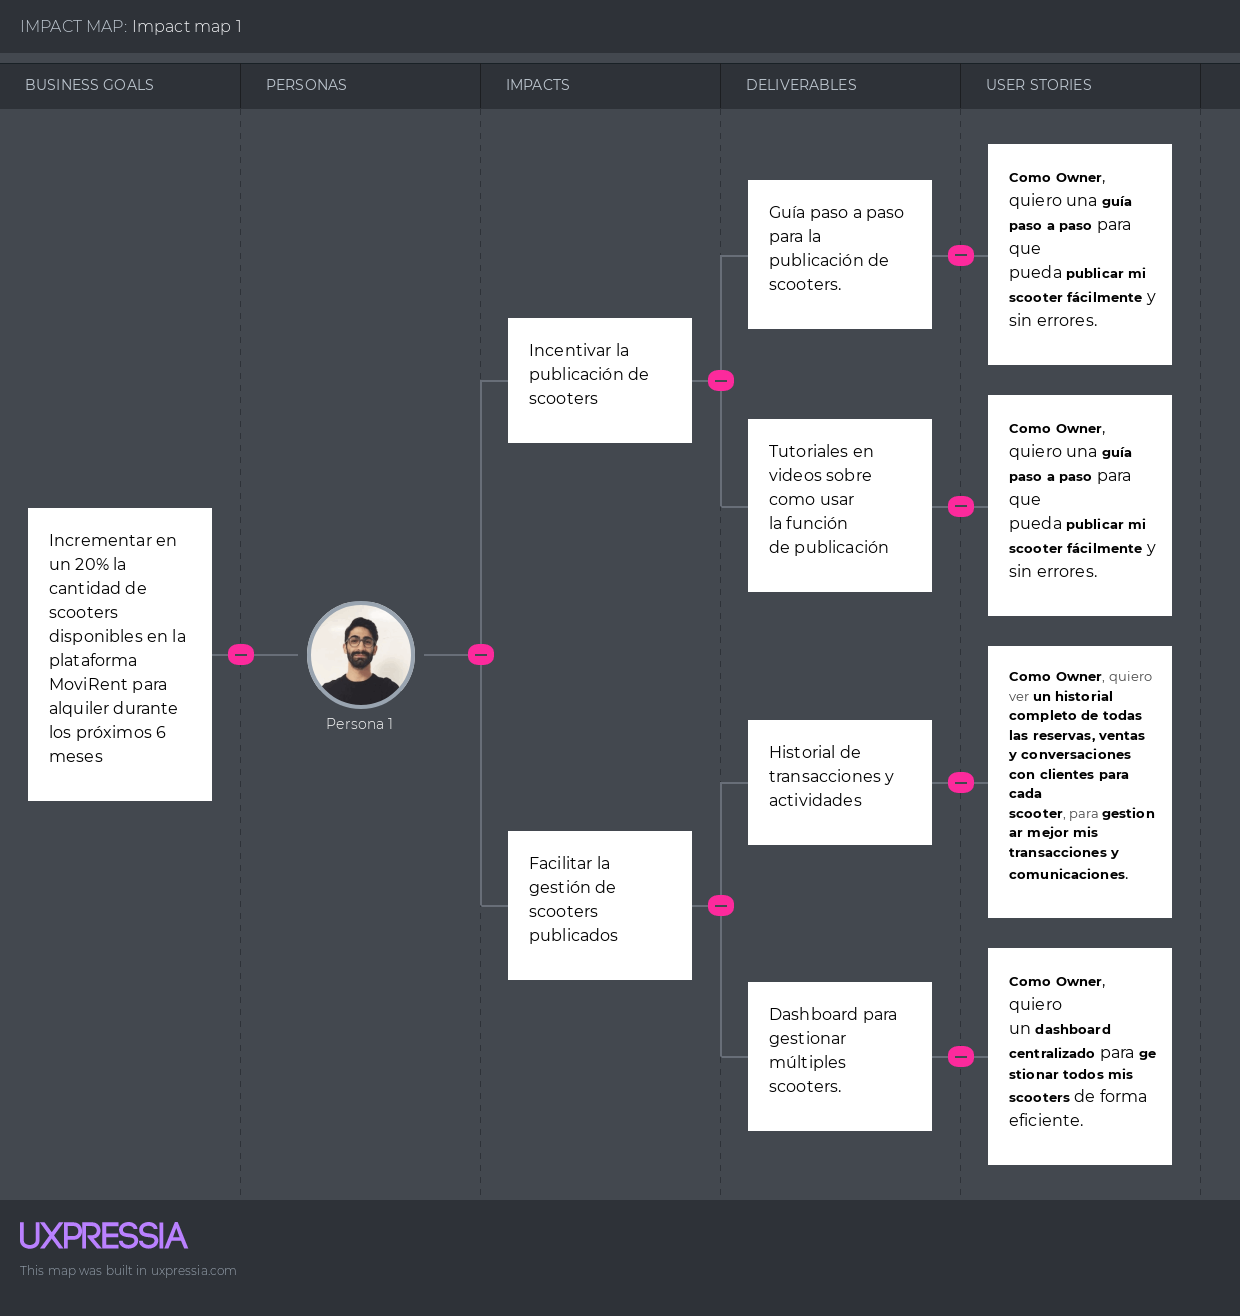 IMPACT MAP: Impact map 1
BUSINESS GOALS
PERSONAS
IMPACTS
DELIVERABLES
USER STORIES
Incrementar en
un 20% la
cantidad de
scooters
disponibles en la
plataforma
MoviRent para
alquiler durante
los próximos 6
meses
Persona 1
Incentivar la
publicación de
scooters
Guía paso a paso
para la
publicación de
scooters.
Como Owner,
quiero una guía
paso a paso para
que
pueda publicar mi
scooter fácilmente y
sin errores.
Tutoriales en
videos sobre
como usar
la función
de publicación
Como Owner,
quiero una guía
paso a paso para
que
pueda publicar mi
scooter fácilmente y
sin errores.
Facilitar la
gestión de
scooters
publicados
Historial de
transacciones y
actividades
Como Owner, quiero
ver un historial
completo de todas
las reservas, ventas
y conversaciones
con clientes para
cada
scooter, para gestion
ar mejor mis
transacciones y
comunicaciones.
Dashboard para
gestionar
múltiples
scooters.
Como Owner,
quiero
un dashboard
centralizado para ge
stionar todos mis
scooters de forma
eficiente.
UXPRESSIA
This map was built in uxpressia.com